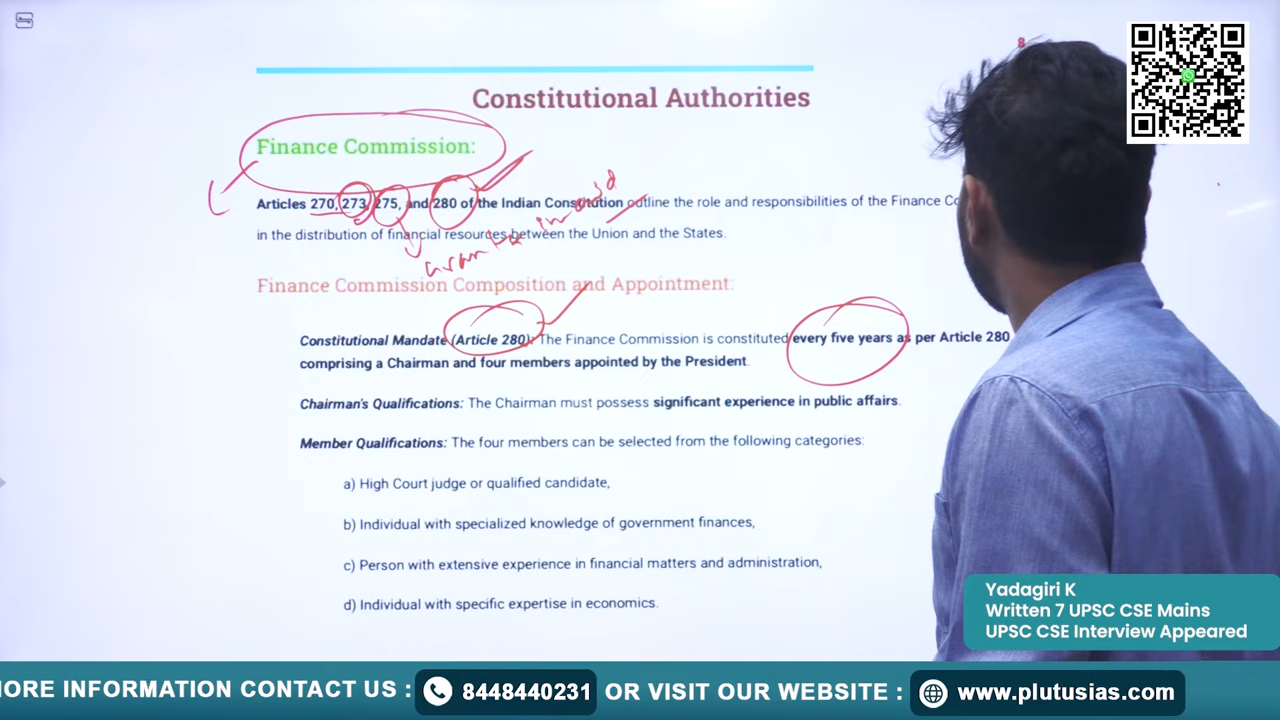 8
Constitutional Authorities
Finance Commission:
Articles 270, 273, 275, and 280 of the Indian Constitution outline the role and responsibilities of the Finance
in the distribution of financial resources between the Union and the States.
Finance Commission Composition and Appointment:
Constitutional Mandate (Article 280): The Finance Commission is constituted every five years as per Article 280
comprising a Chairman and four members appointed by the President.
Chairman's Qualifications: The Chairman must possess significant experience in public affairs.
Member Qualifications: The four members can be selected from the following categories:
a) High Court judge or qualified candidate,
b) Individual with specialized knowledge of government finances,
c) Person with extensive experience in financial matters and administration,
d) Individual with specific expertise in economics.
Yadagiri K
Written 7 UPSC CSE Mains
UPSC CSE Interview Appeared
MORE INFORMATION CONTACT US : 8448440231 OR VISIT OUR WEBSITE : www.plutusias.com